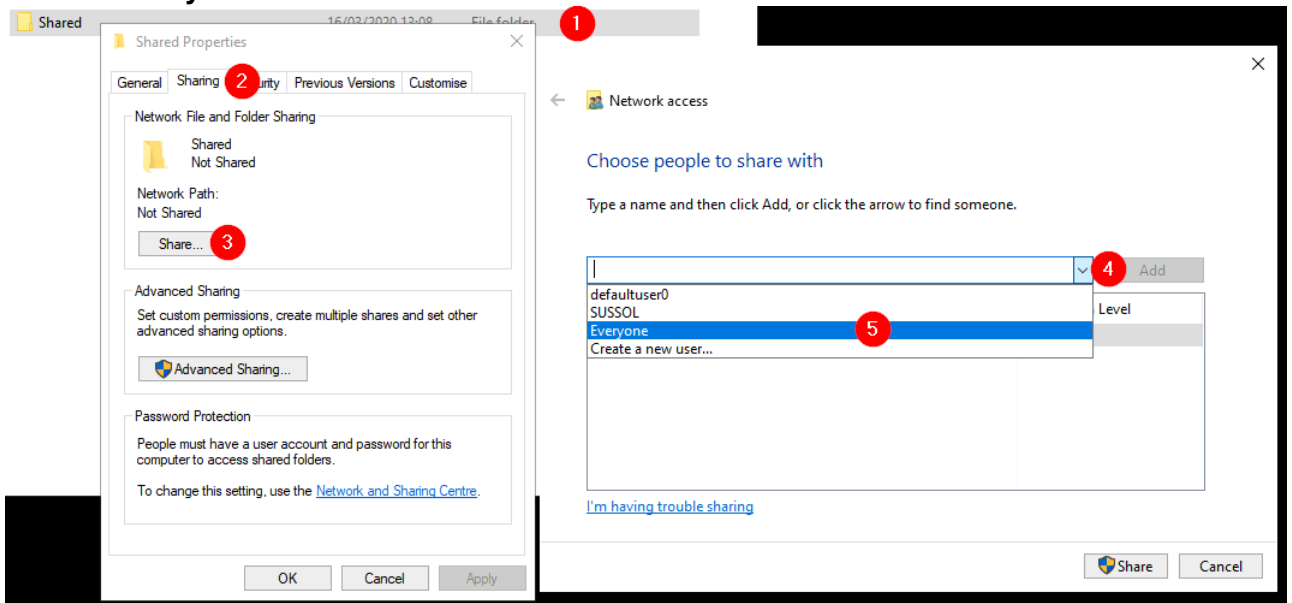 Shared 16/03/2020 13:08 File folder 1
Shared Properties
General Sharing 2 Previous Versions Customise
Network File and Folder Sharing
Shared
Not Shared
Network Path:
Not Shared
Share... 3
Advanced Sharing
Set custom permissions, create multiple shares and set other
advanced sharing options.
Advanced Sharing...
Password Protection
People must have a user account and password for this
computer to access shared folders.
To change this setting, use the Network and Sharing Centre.
OK Cancel Apply
Network access
Choose people to share with
Type a name and then click Add, or click the arrow to find someone.
4 Add
defaultuser0
Level
SUSSOL
Everyone 5
Create a new user...
I'm having trouble sharing
Share Cancel